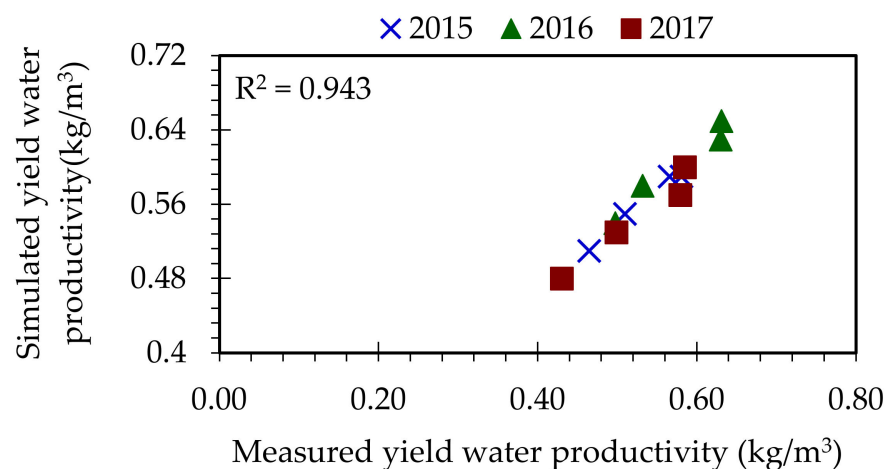 2015 2016 2017
Simulated yield water
productivity(kg/m³)
0.72
0.64
0.56
0.48
0.4
R² = 0.943
0.00 0.20 0.40 0.60 0.80
Measured yield water productivity (kg/m³)